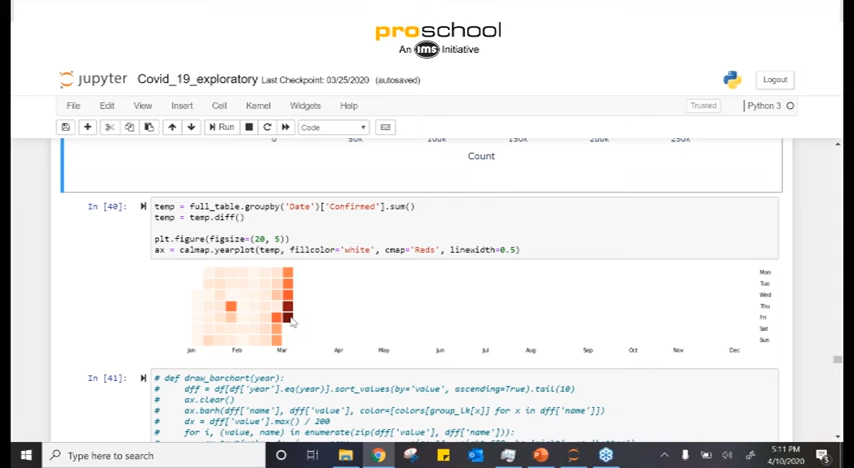 proschool
An ims Initiative
jupyter Covid_19_exploratory Last Checkpoint: 03/25/2020 (autosaved)
Logout
File Edit View Insert Cell Kernel Widgets Help
Trusted
Python 3
Run
Code
0 50k 100k 150k 200k 250k
Count
In [40]:
temp = full_table.groupby('Date')['Confirmed'].sum()
temp = temp.diff()
plt.figure(figsize=(20, 5))
ax = calmap.yearplot(temp, fillcolor='white', cmap='Reds', linewidth=0.5)
Mon
Tue
Wed
Thu
Fri
Sat
Sun
Jan Feb Mar Apr May Jun Jul Aug Sep Oct Nov Dec
In [41]:
# def draw_barchart(year):
# dff = df[df['year'].eq(year)].sort_values(by='value', ascending=True).tail(10)
# ax.clear()
# ax.barh(dff['name'], dff['value'], color=[colors[group_lk[x]] for x in dff['name']])
# dx = dff['value'].max() / 200
# for i, (value, name) in enumerate(zip(dff['value'], dff['name'])):
Type here to search
5:11 PM
4/10/2020
5